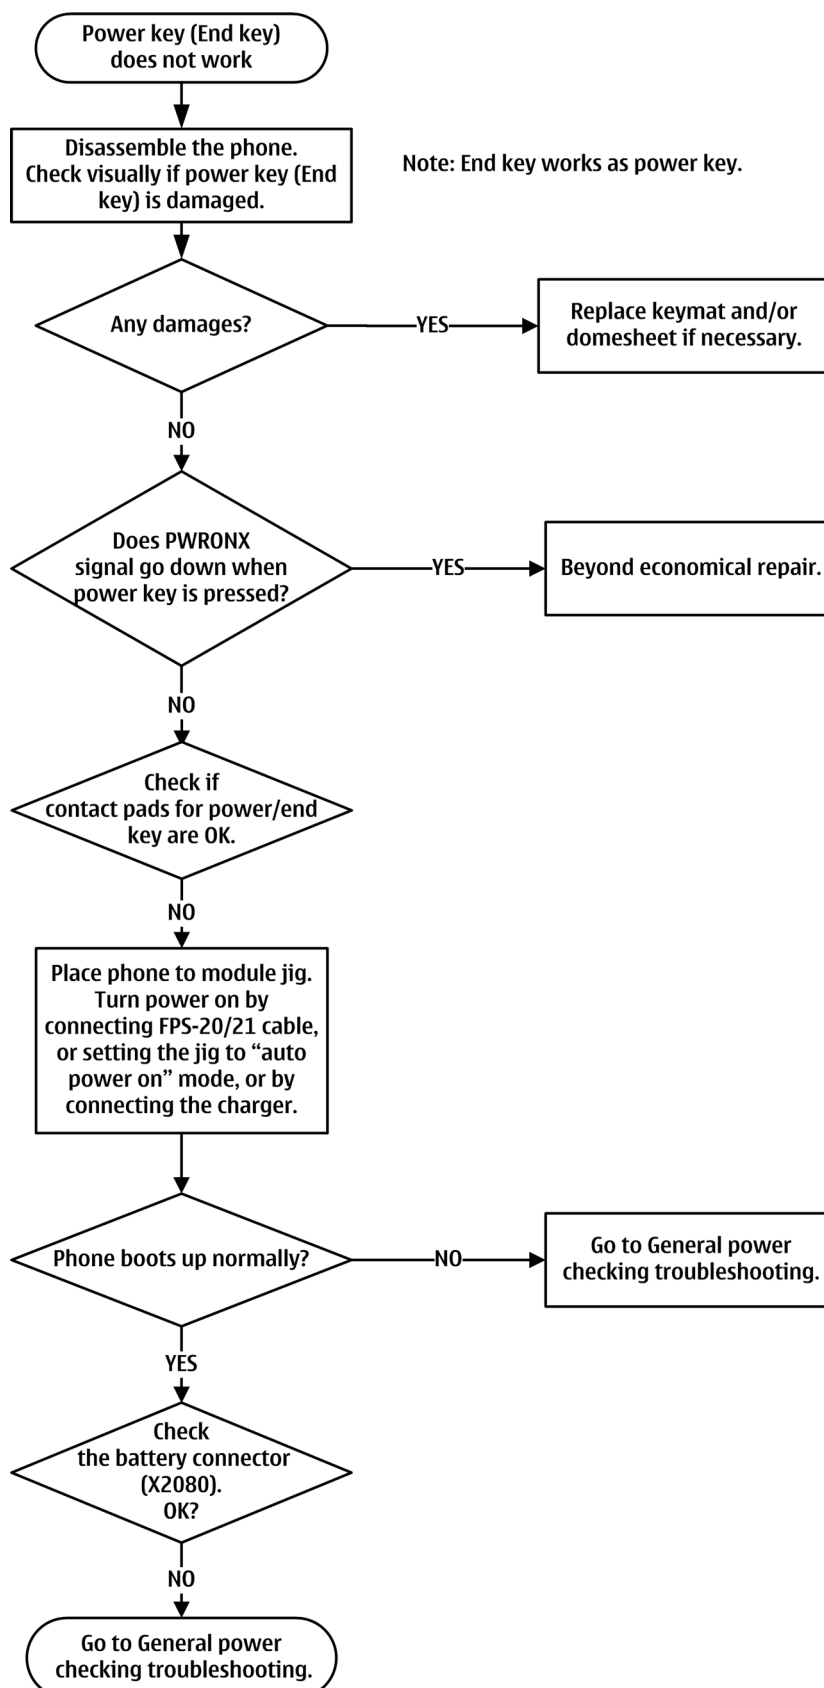 Power key (End key)
does not work
Disassemble the phone.
Check visually if power key (End
key) is damaged.
Note: End key works as power key.
Any damages?
YES
Replace keymat and/or
domesheet if necessary.
NO
Does PWRONX
signal go down when
power key is pressed?
YES
Beyond economical repair.
NO
Check if
contact pads for power/end
key are OK.
NO
Place phone to module jig.
Turn power on by
connecting FPS-20/21 cable,
or setting the jig to “auto
power on” mode, or by
connecting the charger.
Phone boots up normally?
NO
Go to General power
checking troubleshooting.
YES
Check
the battery connector
(X2080).
OK?
NO
Go to General power
checking troubleshooting.